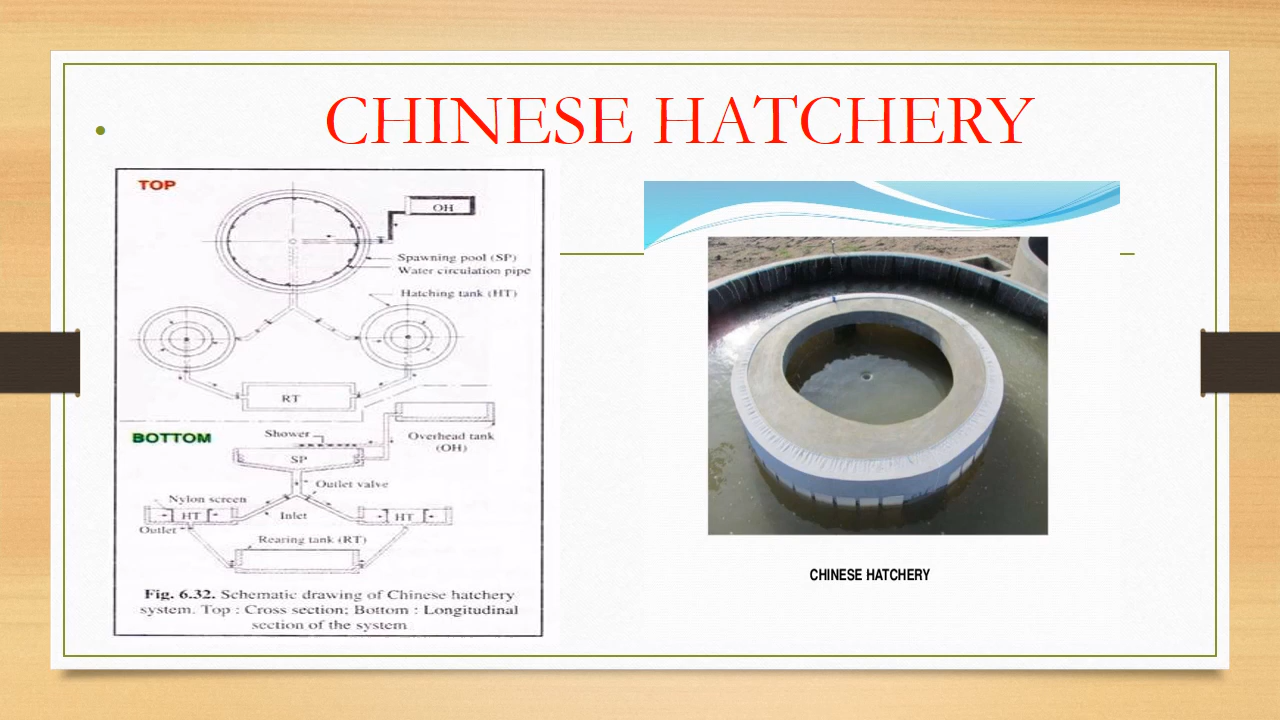 • CHINESE HATCHERY
TOP
OH
Spawning pool (SP)
Water circulation pipe
Hatching tank (HT)
RT
BOTTOM
Shower
Overhead tank
(OH)
SP
Outlet valve
Nylon screen
HT
Inlet
HT
Outlet
Rearing tank (RT)
Fig. 6.32. Schematic drawing of Chinese hatchery
system. Top : Cross section; Bottom : Longitudinal
section of the system
CHINESE HATCHERY